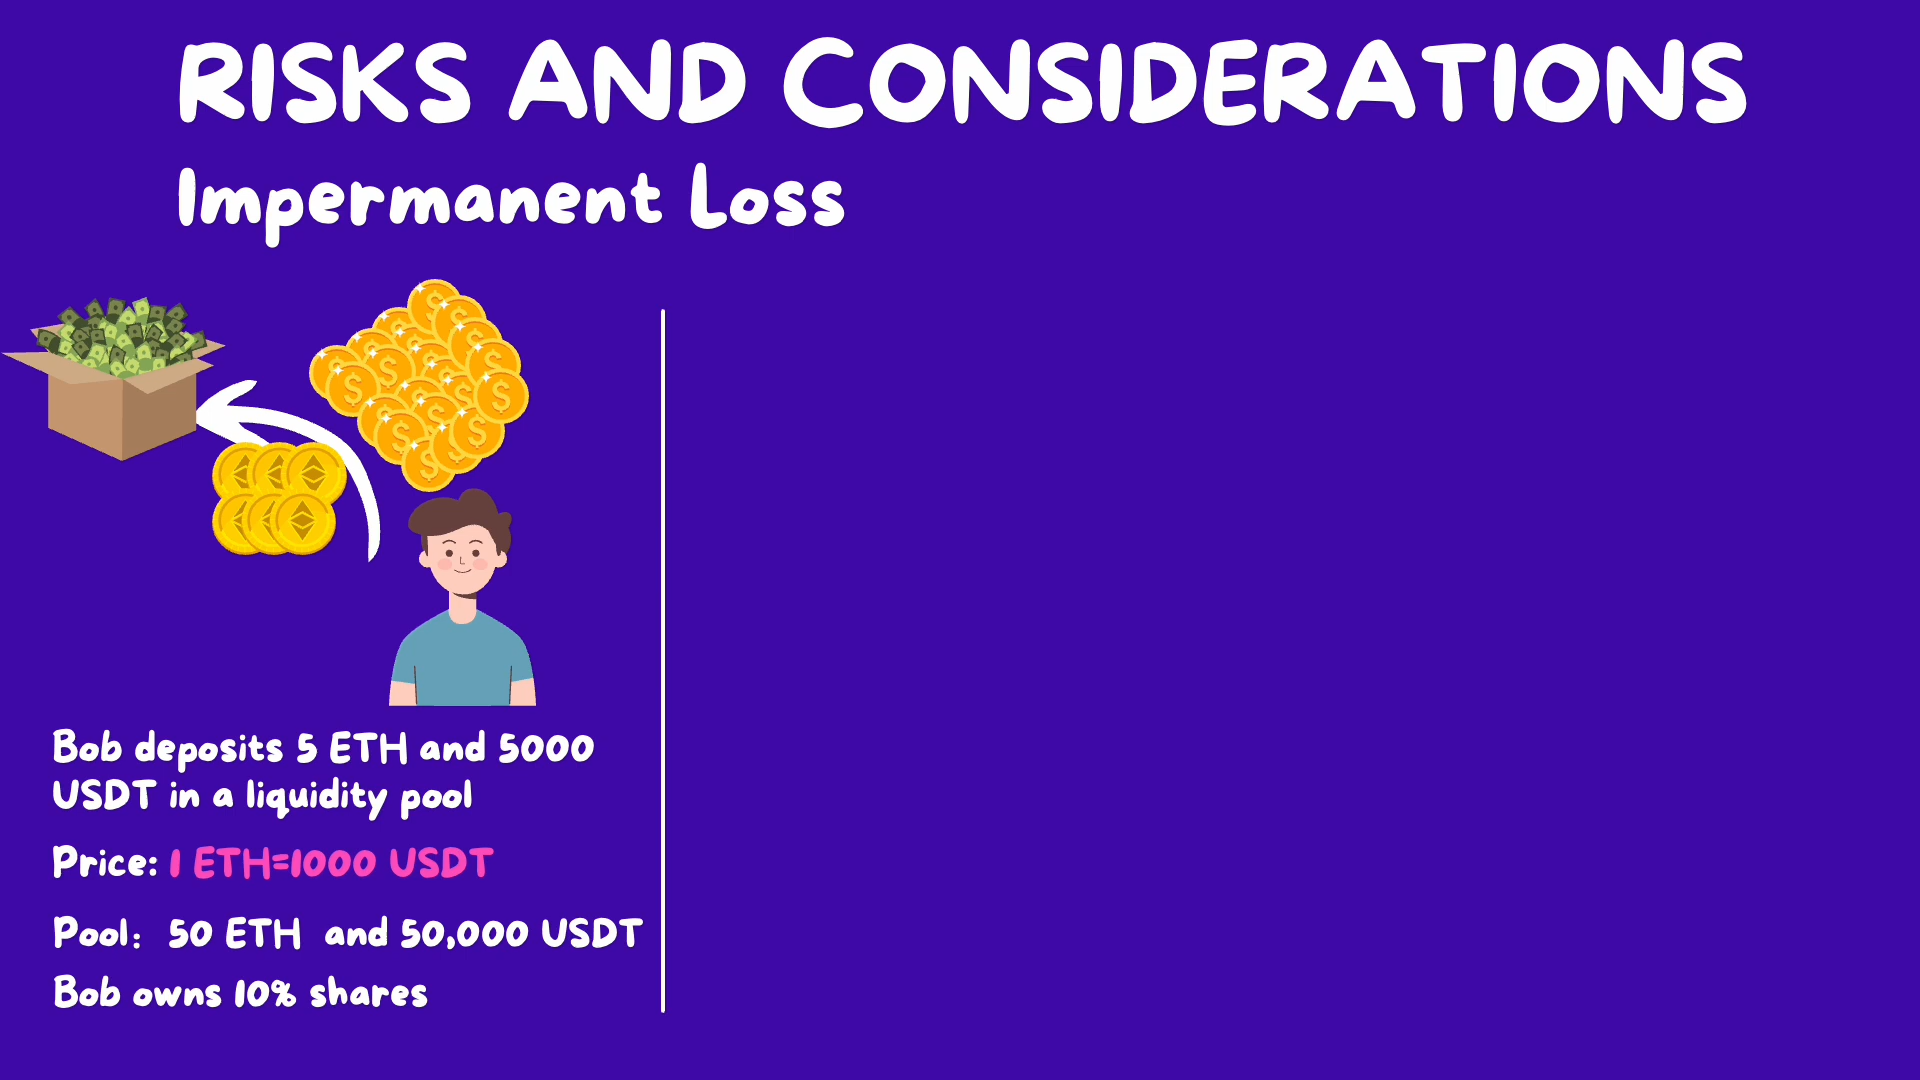 RISKS AND CONSIDERATIONS
Impermanent Loss
Bob deposits 5 ETH and 5000
USDT in a liquidity pool
Price: 1 ETH=1000 USDT
Pool: 50 ETH and 50,000 USDT
Bob owns 10% shares